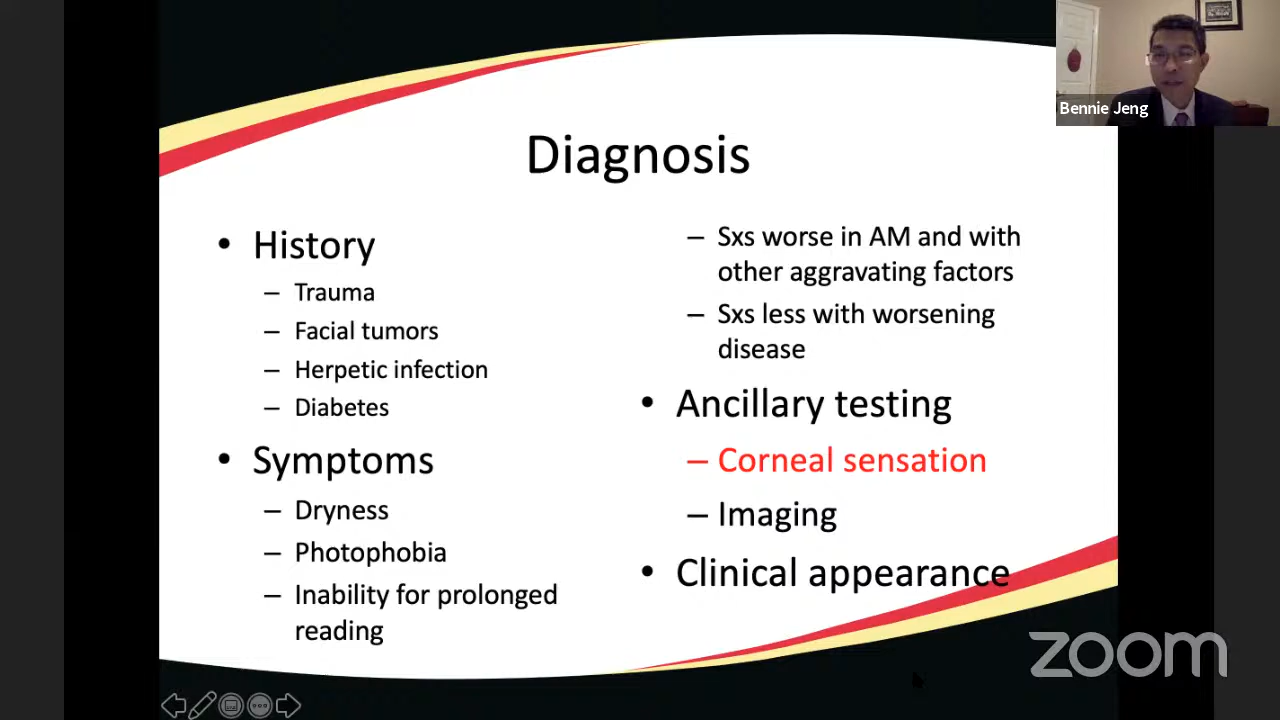 Bennie Jeng
Diagnosis
• History
– Trauma
– Facial tumors
– Herpetic infection
– Diabetes
• Symptoms
– Dryness
– Photophobia
– Inability for prolonged
reading
– Sxs worse in AM and with
other aggravating factors
– Sxs less with worsening
disease
• Ancillary testing
– Corneal sensation
– Imaging
• Clinical appearance
zoom